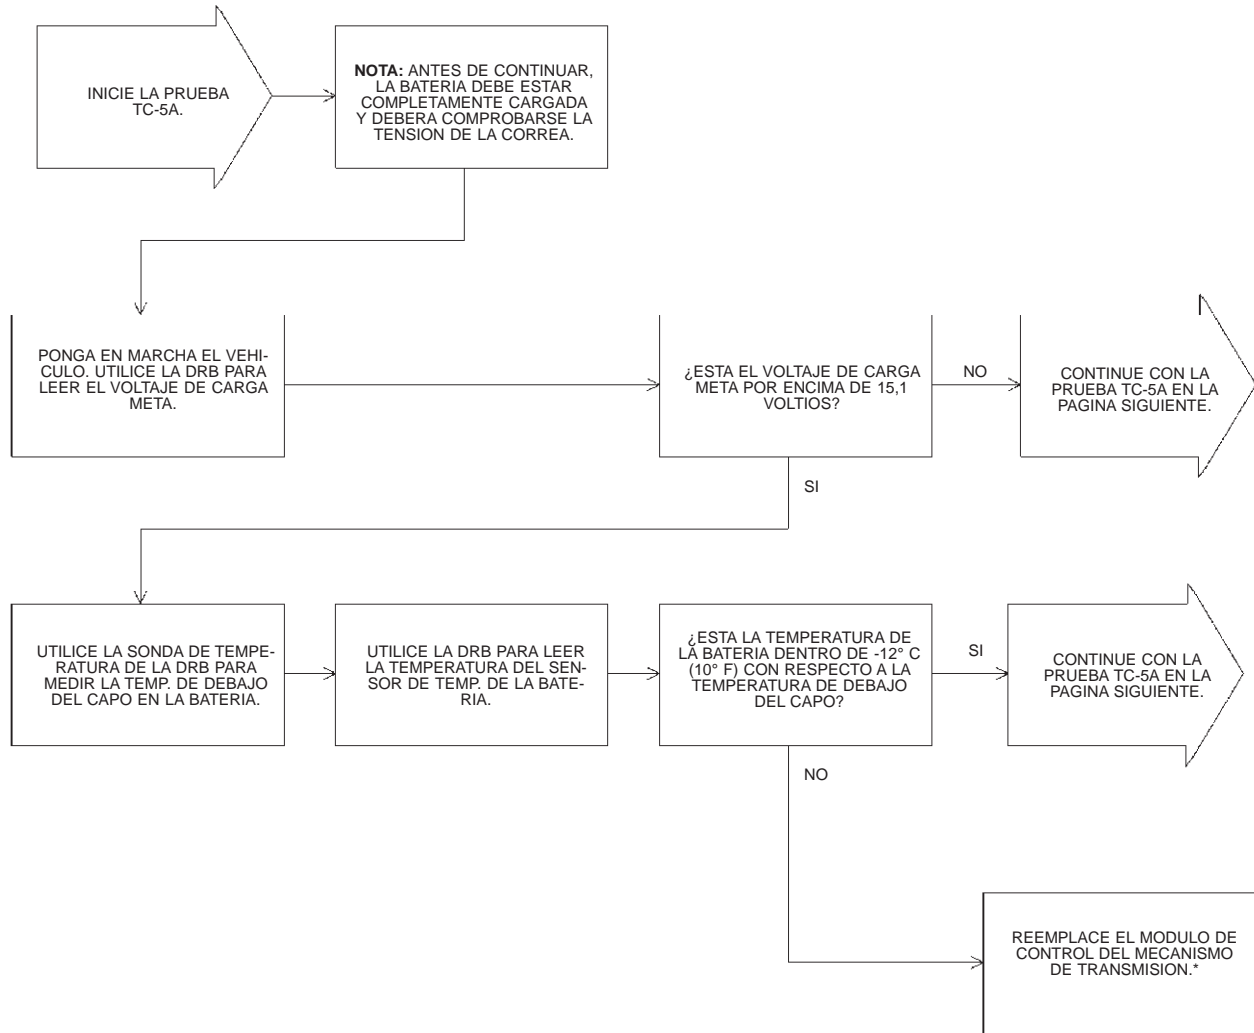 INICIE LA PRUEBA
TC-5A.
NOTA: ANTES DE CONTINUAR,
LA BATERIA DEBE ESTAR
COMPLETAMENTE CARGADA
Y DEBERA COMPROBARSE LA
TENSION DE LA CORREA.
PONGA EN MARCHA EL VEHI-
CULO. UTILICE LA DRB PARA
LEER EL VOLTAJE DE CARGA
META.
¿ESTA EL VOLTAJE DE CARGA
META POR ENCIMA DE 15,1
VOLTIOS?
NO
CONTINUE CON LA
PRUEBA TC-5A EN LA
PAGINA SIGUIENTE.
SI
UTILICE LA SONDA DE TEMPE-
RATURA DE LA DRB PARA
MEDIR LA TEMP. DE DEBAJO
DEL CAPO EN LA BATERIA.
UTILICE LA DRB PARA LEER
LA TEMPERATURA DEL SEN-
SOR DE TEMP. DE LA BATE-
RIA.
¿ESTA LA TEMPERATURA DE
LA BATERIA DENTRO DE -12° C
(10° F) CON RESPECTO A LA
TEMPERATURA DE DEBAJO
DEL CAPO?
SI
CONTINUE CON LA
PRUEBA TC-5A EN LA
PAGINA SIGUIENTE.
NO
REEMPLACE EL MODULO DE
CONTROL DEL MECANISMO
DE TRANSMISION.*